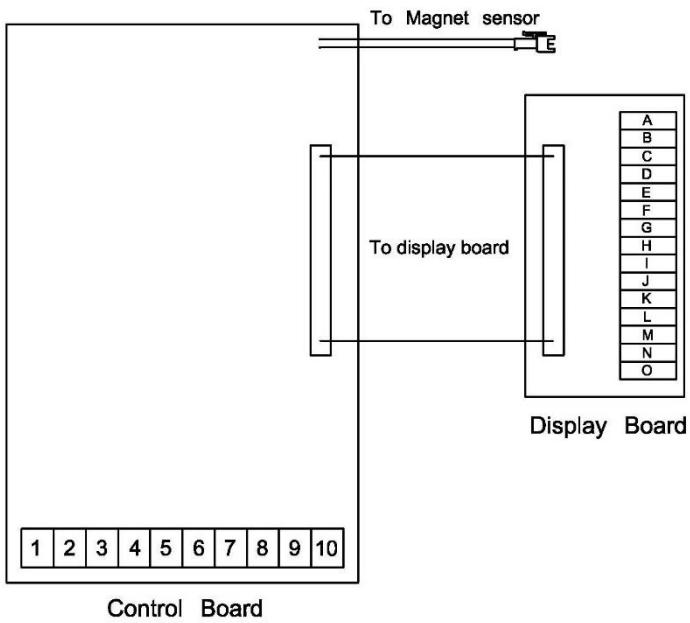 To Magnet sensor
A
B
C
D
E
F
G
H
I
J
K
L
M
N
O
To display board
Display Board
1 2 3 4 5 6 7 8 9 10
Control Board